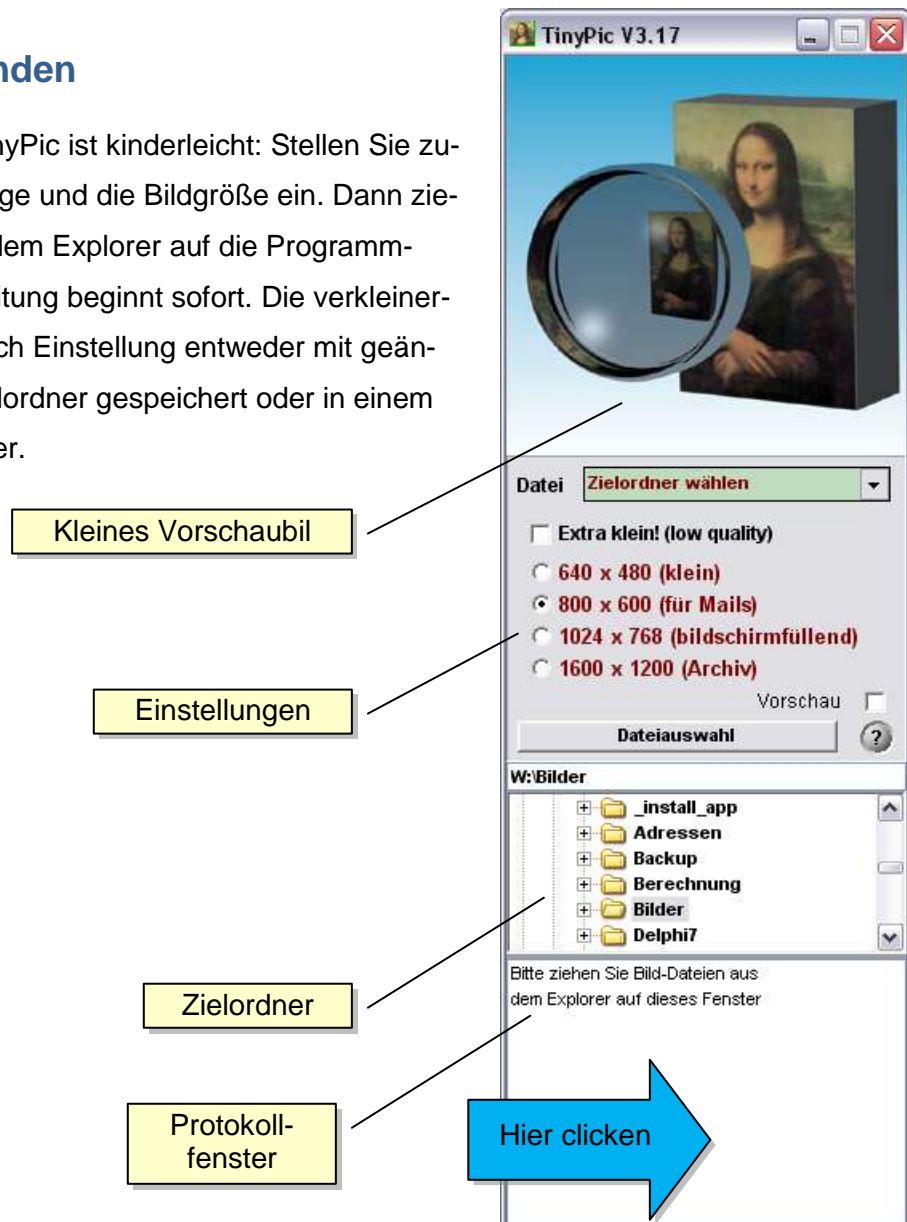 nden
nyPic ist kinderleicht: Stellen Sie zu-
ge und die Bildgröße ein. Dann zie-
dem Explorer auf die Programm-
itung beginnt sofort. Die verkleiner-
ch Einstellung entweder mit geän-
lordner gespeichert oder in einem
er.
Kleines Vorschaubil
Einstellungen
Zielordner
Protokoll-
fenster
TinyPic V3.17
Datei Zielordner wählen
Extra klein! (low quality)
640 x 480 (klein)
800 x 600 (für Mails)
1024 x 768 (bildschirmfüllend)
1600 x 1200 (Archiv)
Vorschau
Dateiauswahl ?
W:\Bilder
_install_app
Adressen
Backup
Berechnung
Bilder
Delphi7
Bitte ziehen Sie Bild-Dateien aus
dem Explorer auf dieses Fenster
Hier clicken